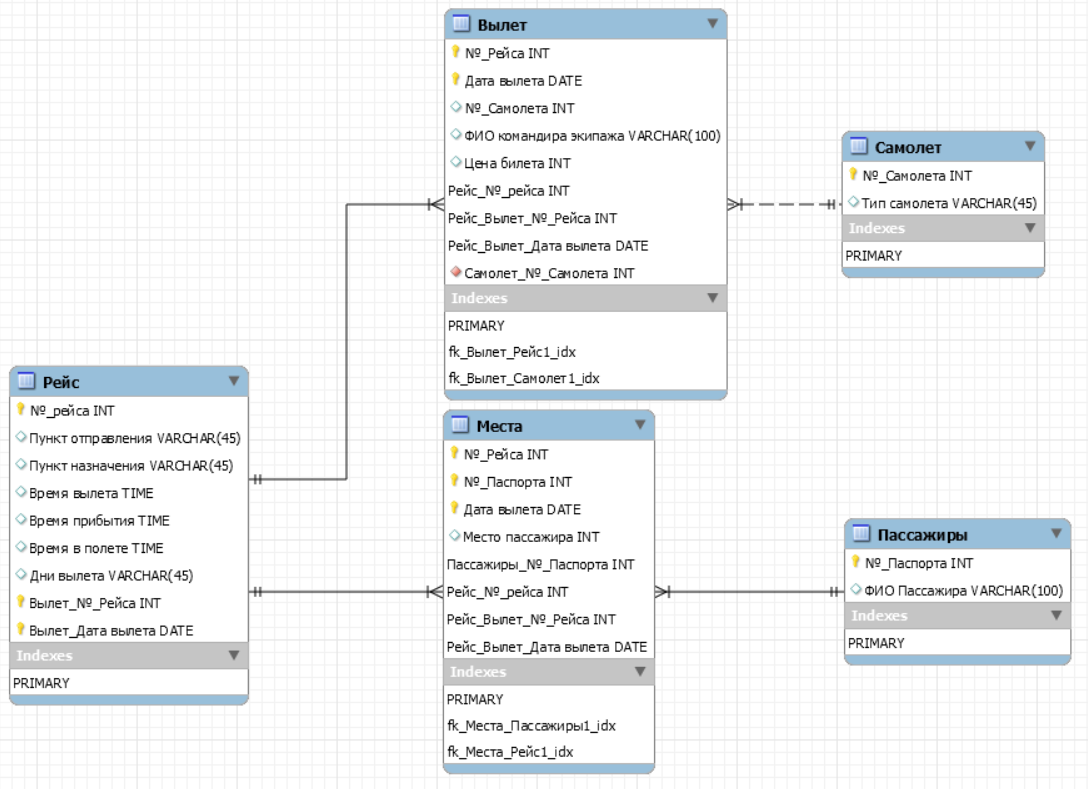 Вылет
№_Рейса INT
Дата вылета DATE
№_Самолета INT
ФИО командира экипажа VARCHAR(100)
Цена билета INT
Рейс_№_рейса INT
Рейс_Вылет_№_Рейса INT
Рейс_Вылет_Дата вылета DATE
Самолет_№_Самолета INT
Indexes
PRIMARY
fk_Вылет_Рейс1_idx
fk_Вылет_Самолет1_idx
Самолет
№_Самолета INT
Тип самолета VARCHAR(45)
Indexes
PRIMARY
Рейс
№_рейса INT
Пункт отправления VARCHAR(45)
Пункт назначения VARCHAR(45)
Время вылета TIME
Время прибытия TIME
Время в полете TIME
Дни вылета VARCHAR(45)
Вылет_№_Рейса INT
Вылет_Дата вылета DATE
Indexes
PRIMARY
Места
№_Рейса INT
№_Паспорта INT
Дата вылета DATE
Место пассажира INT
Пассажиры_№_Паспорта INT
Рейс_№_рейса INT
Рейс_Вылет_№_Рейса INT
Рейс_Вылет_Дата вылета DATE
Indexes
PRIMARY
fk_Места_Пассажиры1_idx
fk_Места_Рейс1_idx
Пассажиры
№_Паспорта INT
ФИО Пассажира VARCHAR(100)
Indexes
PRIMARY